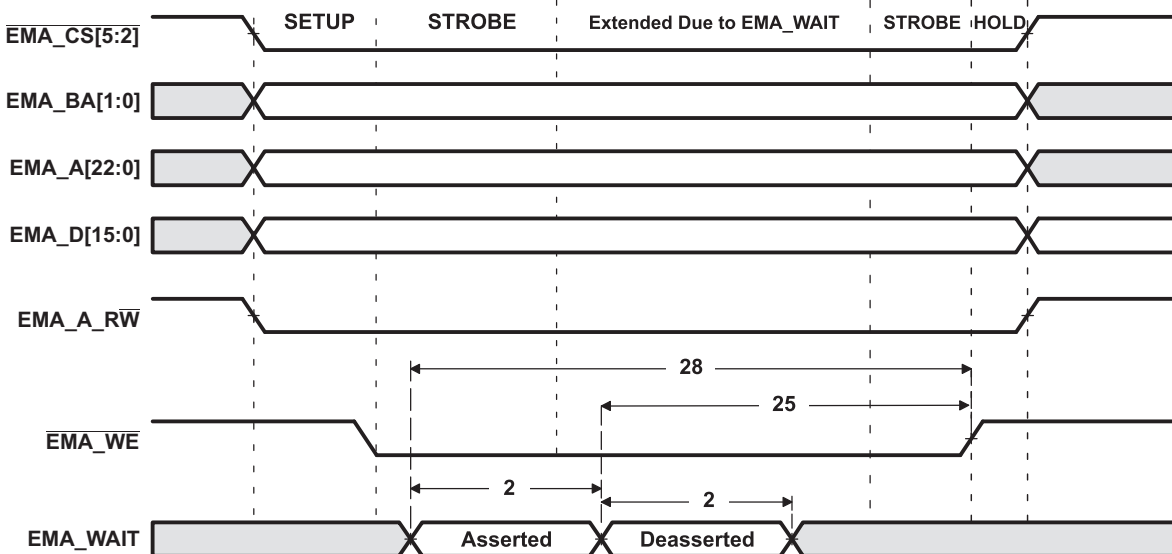 SETUP STROBE Extended Due to EMA_WAIT STROBE HOLD
EMA_CS[5:2]
EMA_BA[1:0]
EMA_A[22:0]
EMA_D[15:0]
EMA_A_RW
28
25
EMA_WE
2
2
EMA_WAIT Asserted Deasserted